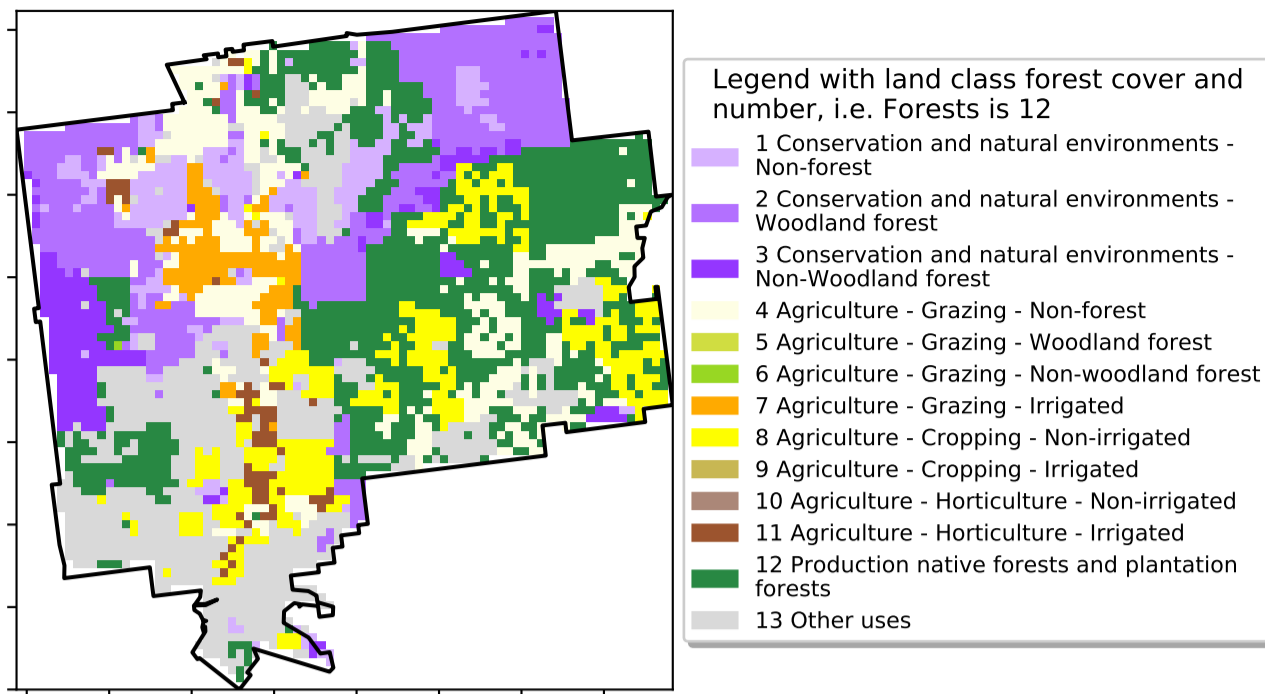 Legend with land class forest cover and
number, i.e. Forests is 12
1 Conservation and natural environments -
Non-forest
2 Conservation and natural environments -
Woodland forest
3 Conservation and natural environments -
Non-Woodland forest
4 Agriculture - Grazing - Non-forest
5 Agriculture - Grazing - Woodland forest
6 Agriculture - Grazing - Non-woodland forest
7 Agriculture - Grazing - Irrigated
8 Agriculture - Cropping - Non-irrigated
9 Agriculture - Cropping - Irrigated
10 Agriculture - Horticulture - Non-irrigated
11 Agriculture - Horticulture - Irrigated
12 Production native forests and plantation
forests
13 Other uses